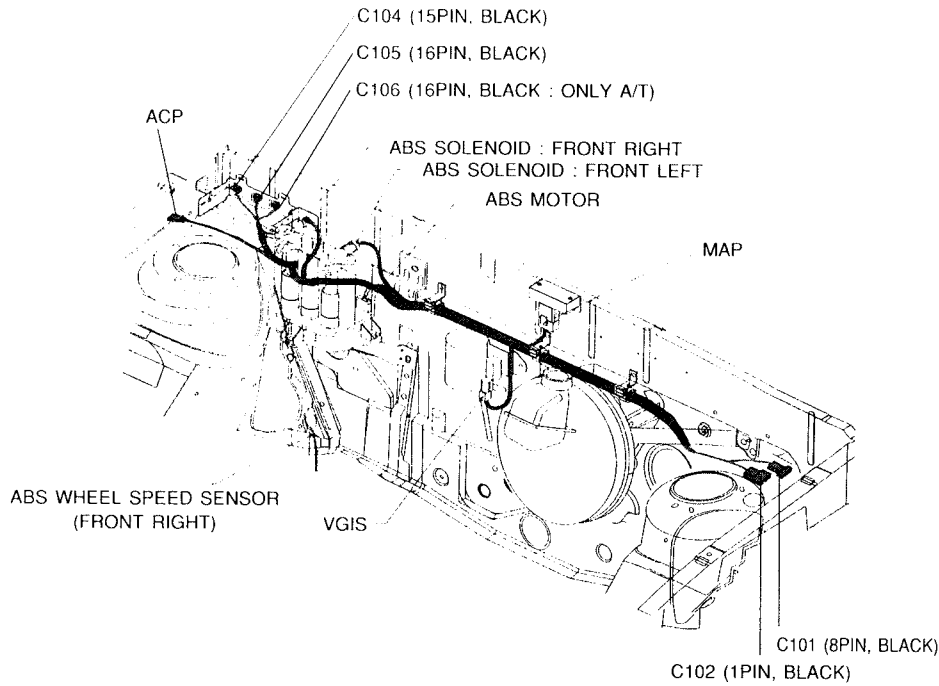 C104 (15PIN, BLACK)
C105 (16PIN, BLACK)
C106 (16PIN, BLACK : ONLY A/T)
ACP
ABS SOLENOID : FRONT RIGHT
ABS SOLENOID : FRONT LEFT
ABS MOTOR
MAP
ABS WHEEL SPEED SENSOR
(FRONT RIGHT)
VGIS
C101 (8PIN, BLACK)
C102 (1PIN, BLACK)